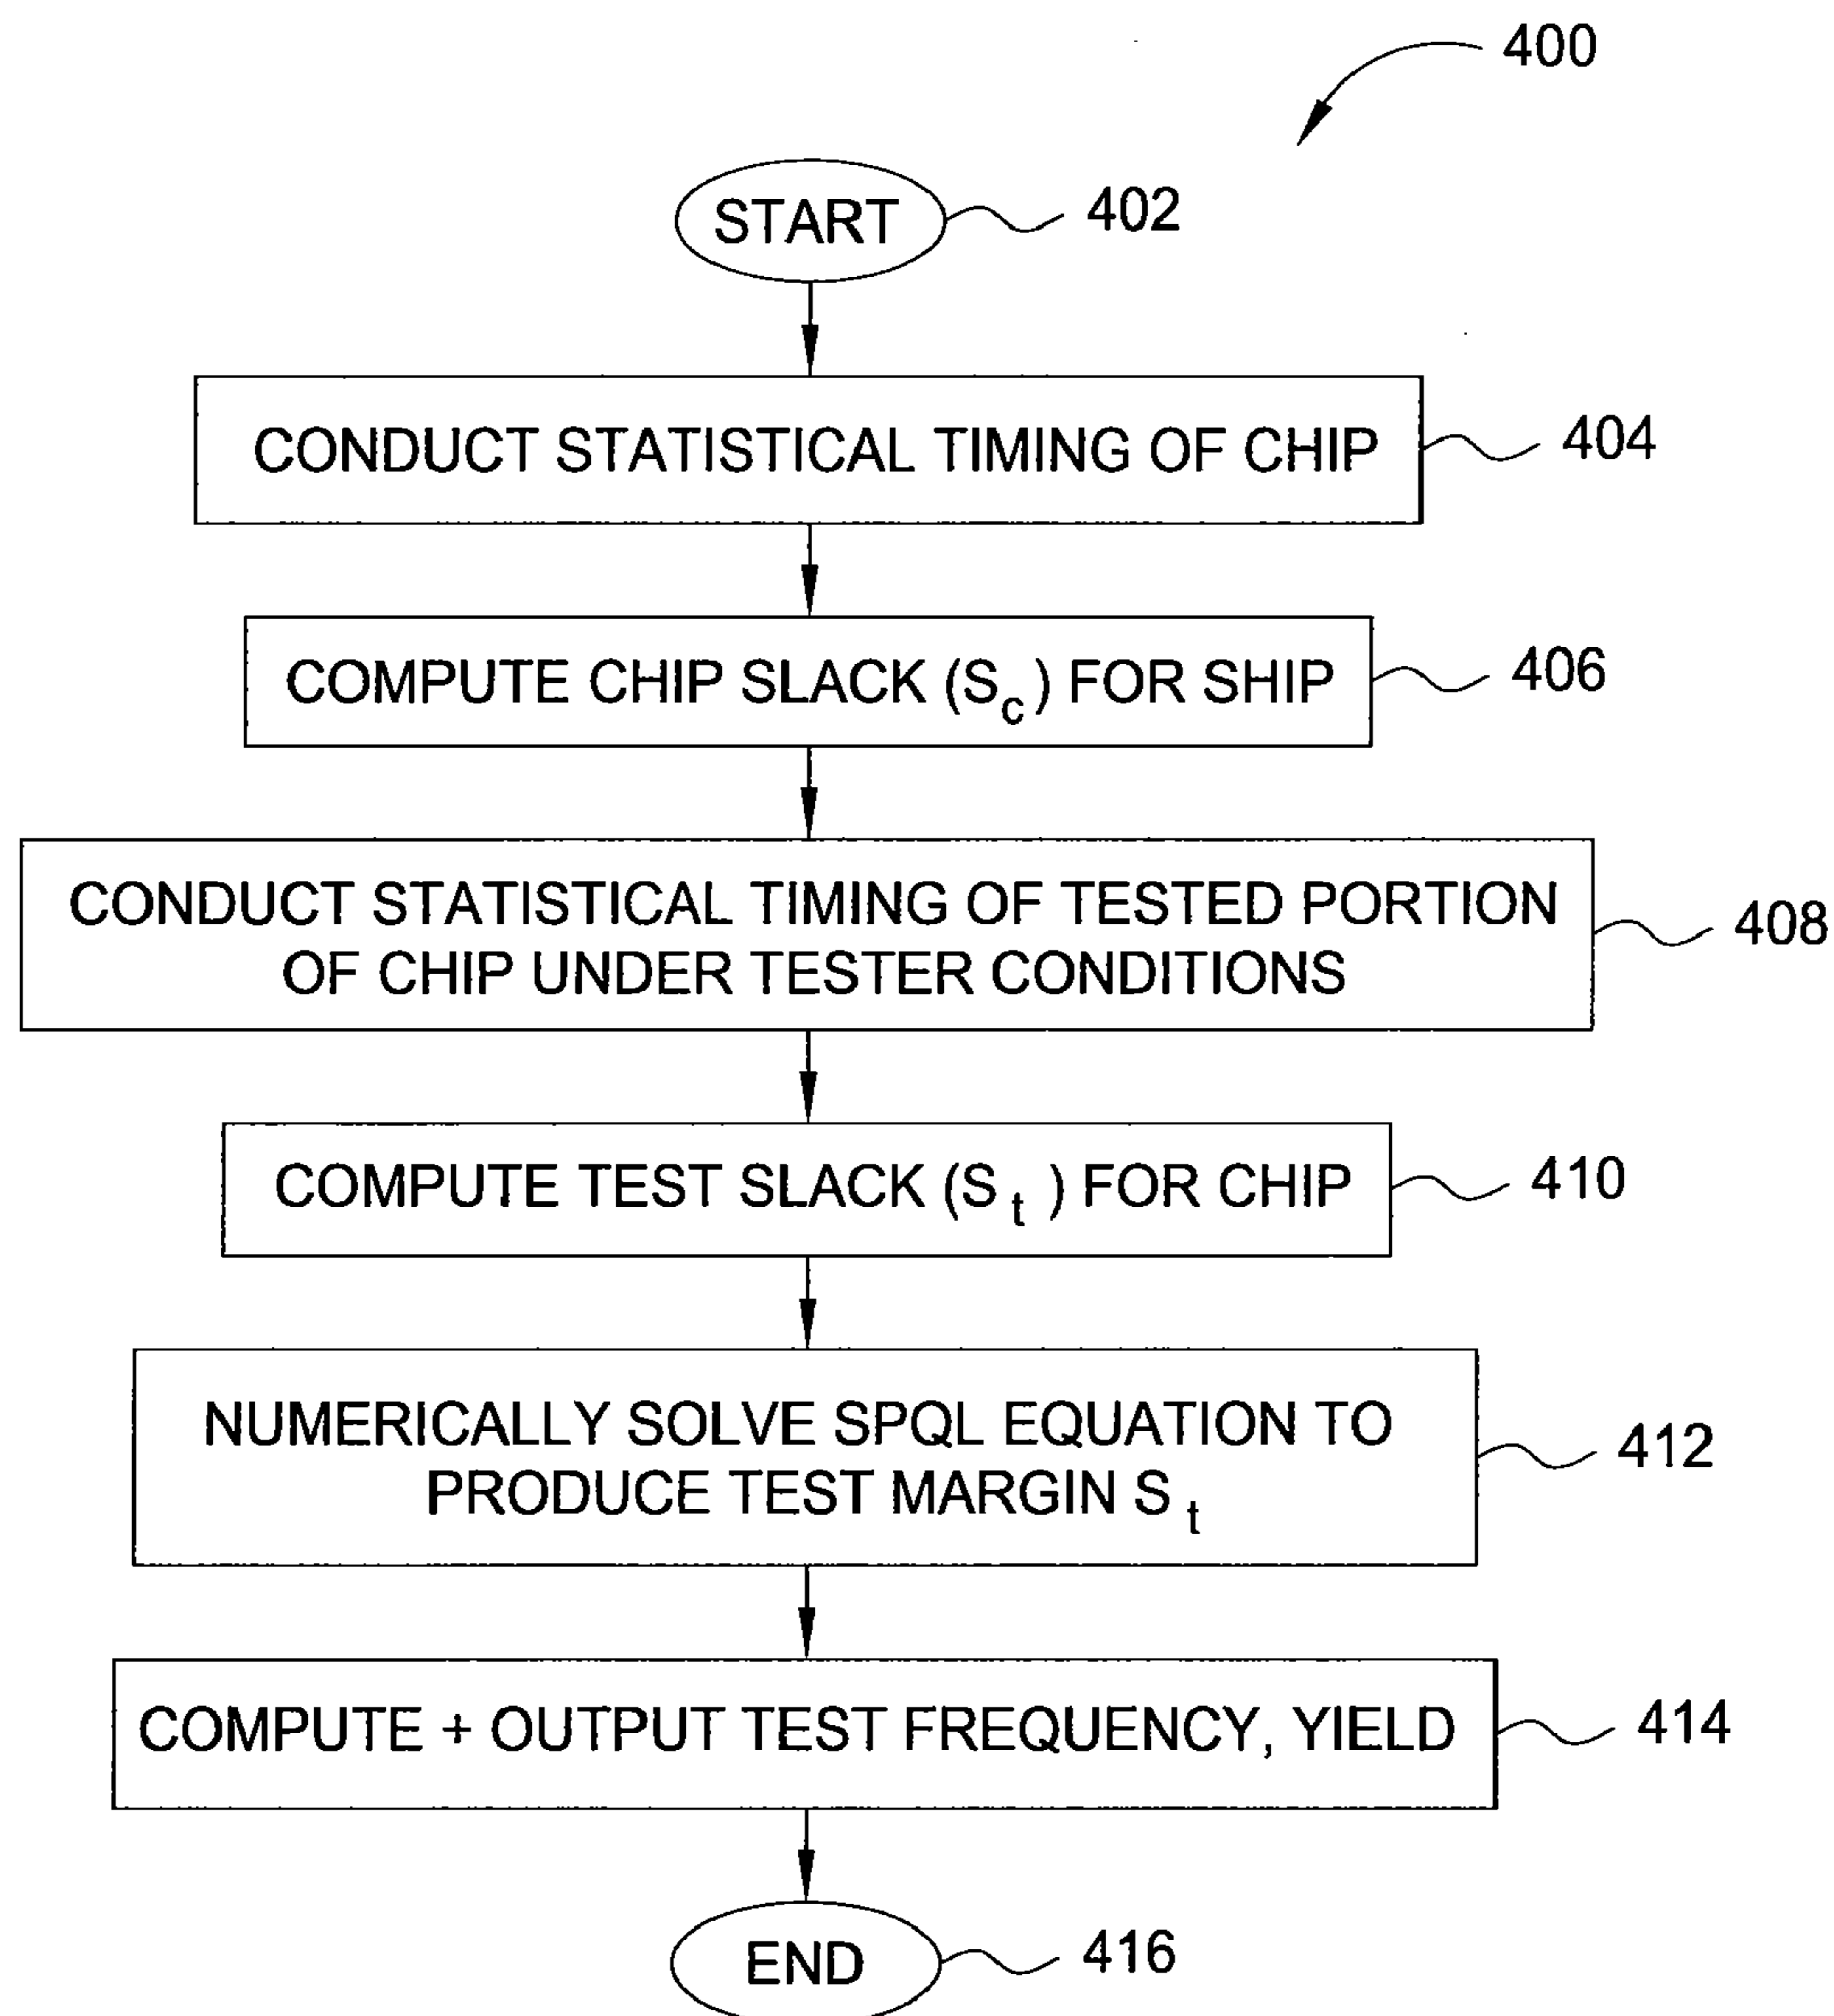 400
START
402
CONDUCT STATISTICAL TIMING OF CHIP
404
COMPUTE CHIP SLACK (Sc) FOR SHIP
406
CONDUCT STATISTICAL TIMING OF TESTED PORTION
OF CHIP UNDER TESTER CONDITIONS
408
COMPUTE TEST SLACK (St) FOR CHIP
410
NUMERICALLY SOLVE SPQL EQUATION TO
PRODUCE TEST MARGIN St
412
COMPUTE + OUTPUT TEST FREQUENCY, YIELD
414
END
416